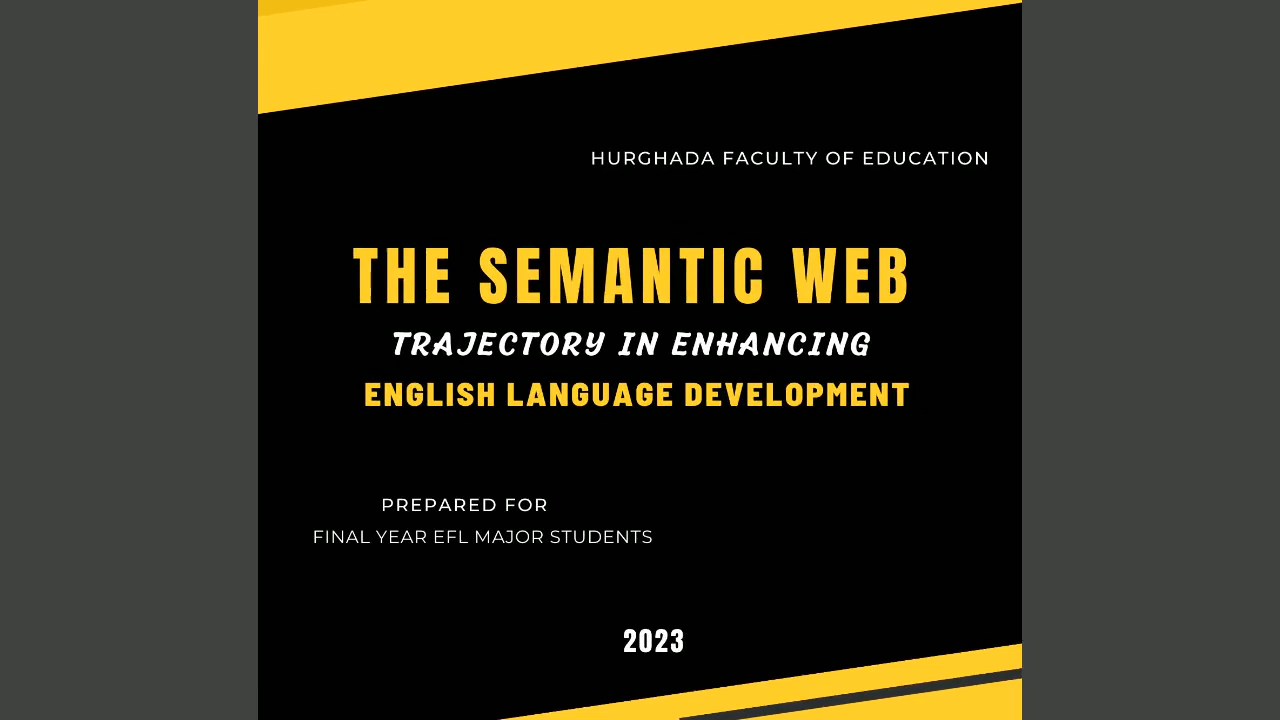 HURGHADA FACULTY OF EDUCATION
THE SEMANTIC WEB
TRAJECTORY IN ENHANCING
ENGLISH LANGUAGE DEVELOPMENT
PREPARED FOR
FINAL YEAR EFL MAJOR STUDENTS
2023